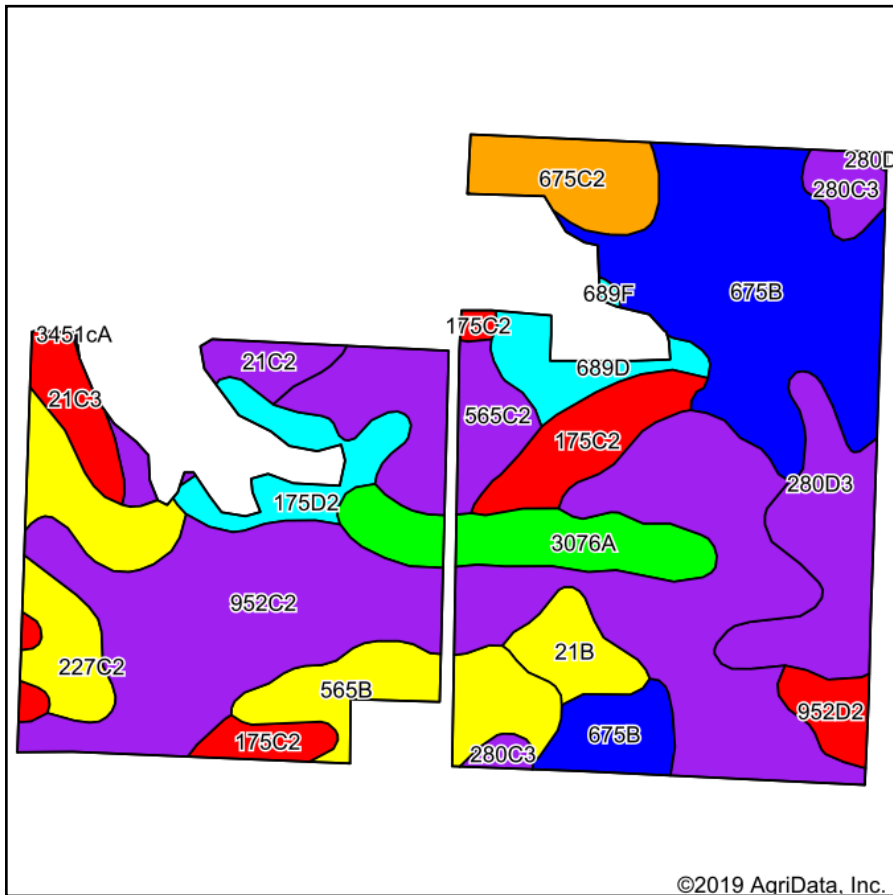 280D
675C2
280C3
689F
675B
175C2
3451cA
21C2
689D
21C3
565C2
175C2
280D3
175D2
3076A
952C2
21B
227C2
565B
952D2
175C2
675B
280C3
©2019 AgriData, Inc.